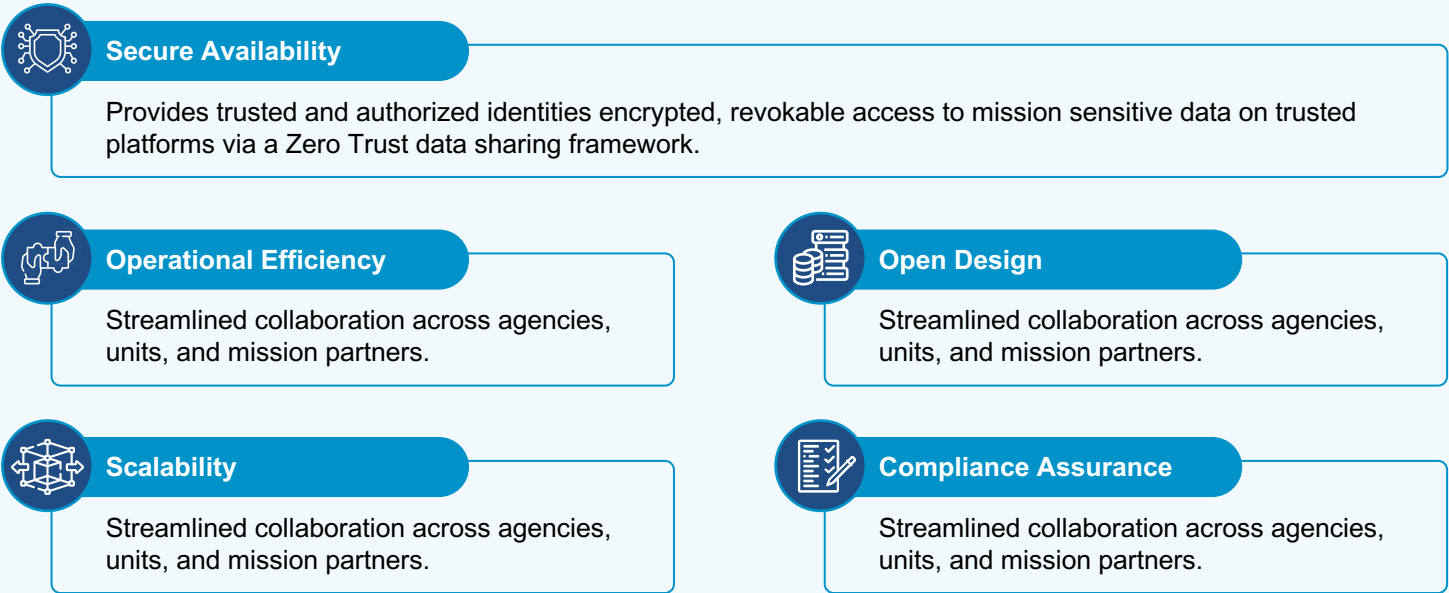 Secure Availability
Provides trusted and authorized identities encrypted, revokable access to mission sensitive data on trusted
platforms via a Zero Trust data sharing framework.
Operational Efficiency
Streamlined collaboration across agencies,
units, and mission partners.
Open Design
Streamlined collaboration across agencies,
units, and mission partners.
Scalability
Streamlined collaboration across agencies,
units, and mission partners.
Compliance Assurance
Streamlined collaboration across agencies,
units, and mission partners.